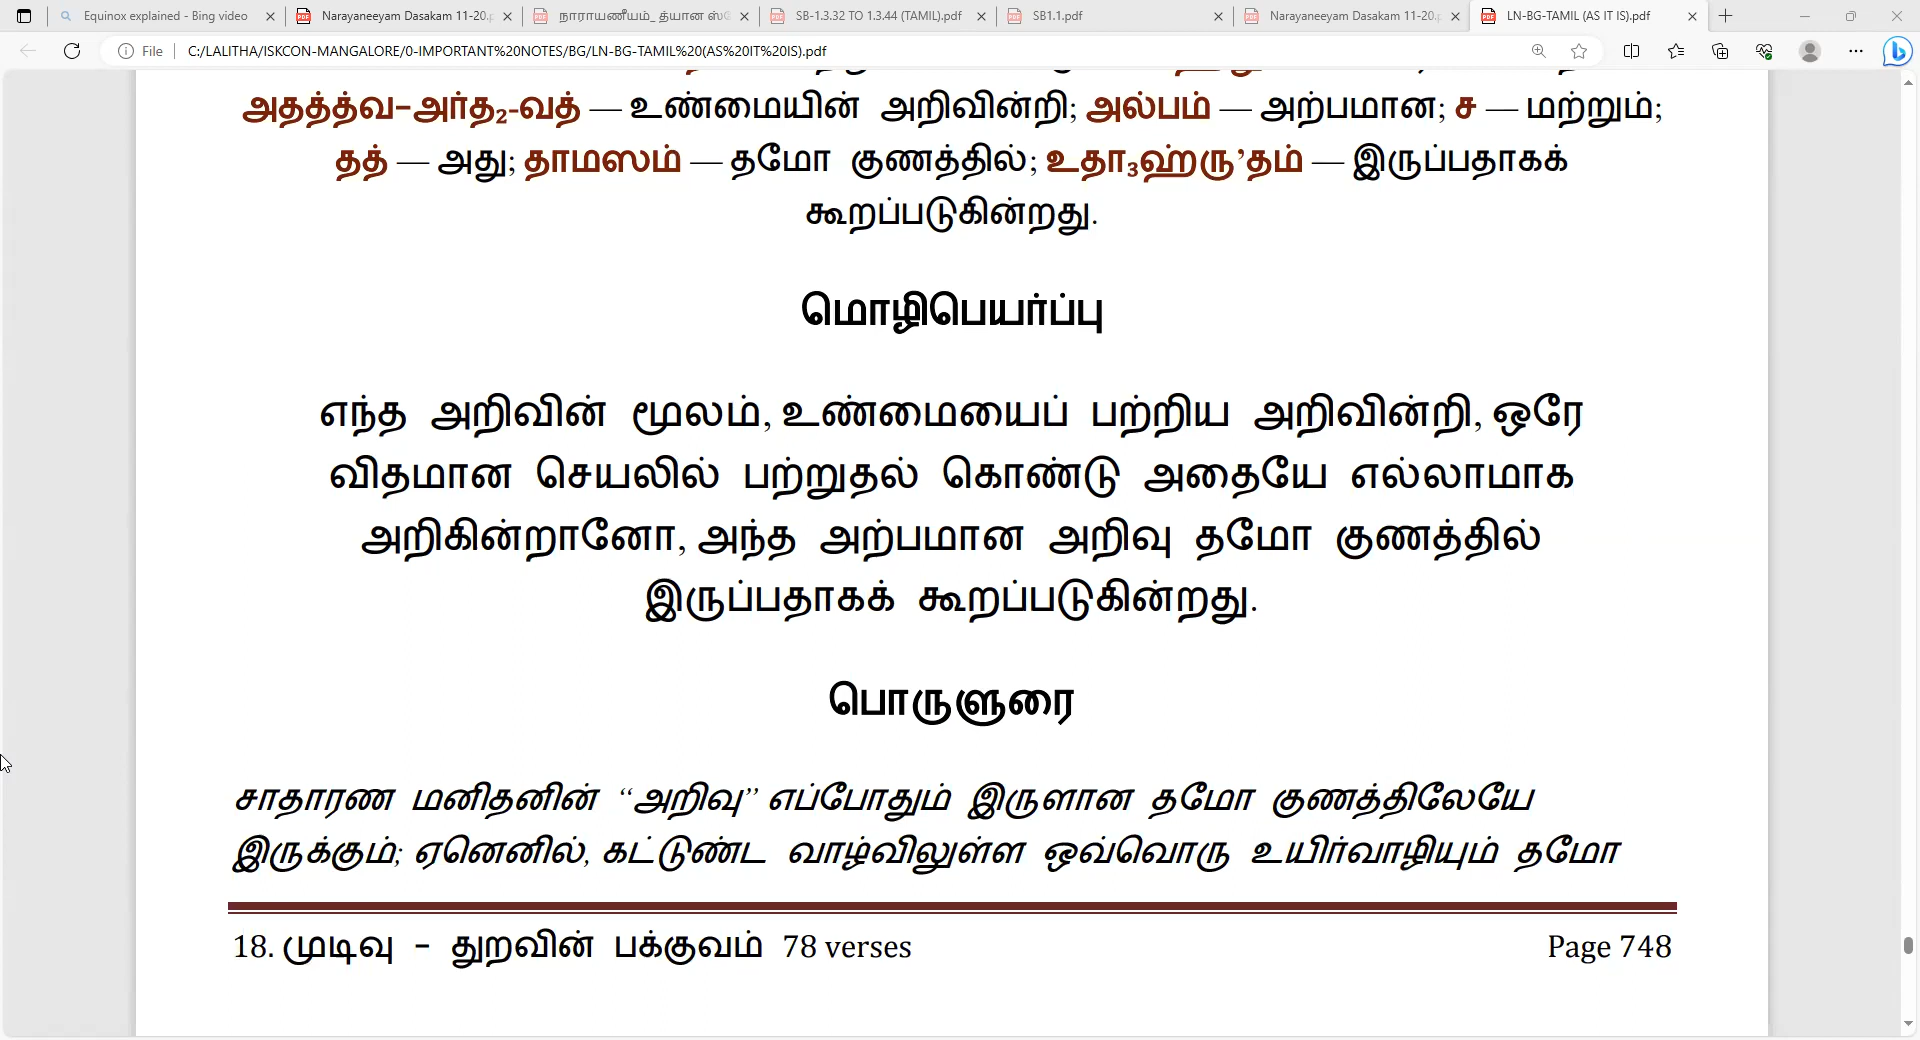 Equinox explained - Bing video
Narayaneeyam Dasakam 11-20.p
நாராயணீயம்_ த்யான ஸ்
SB-1.3.32 TO 1.3.44 (TAMIL).pdf
SB1.1.pdf
Narayaneeyam Dasakam 11-20.p
LN-BG-TAMIL (AS IT IS).pdf
File
C:/LALITHA/ISKCON-MANGALORE/0-IMPORTANT%20NOTES/BG/LN-BG-TAMIL%20(AS%20IT%20IS).pdf
அதத்த்வ-அர்த₂-வத் — உண்மையின் அறிவின்றி; அல்பம் — அற்பமான; ச — மற்றும்;
தத் — அது; தாமஸம் — தமோ குணத்தில்; உதா₃ஹ்ரு’தம் — இருப்பதாகக்
கூறப்படுகின்றது.
மொழிபெயர்ப்பு
எந்த அறிவின் மூலம், உண்மையைப் பற்றிய அறிவின்றி, ஒரே
விதமான செயலில் பற்றுதல் கொண்டு அதையே எல்லாமாக
அறிகின்றானோ, அந்த அற்பமான அறிவு தமோ குணத்தில்
இருப்பதாகக் கூறப்படுகின்றது.
பொருளுரை
சாதாரண மனிதனின் “அறிவு” எப்போதும் இருளான தமோ குணத்திலேயே
இருக்கும்; ஏனெனில், கட்டுண்ட வாழ்விலுள்ள ஒவ்வொரு உயிர்வாழியும் தமோ
18. முடிவு - துறவின் பக்குவம் 78 verses
Page 748